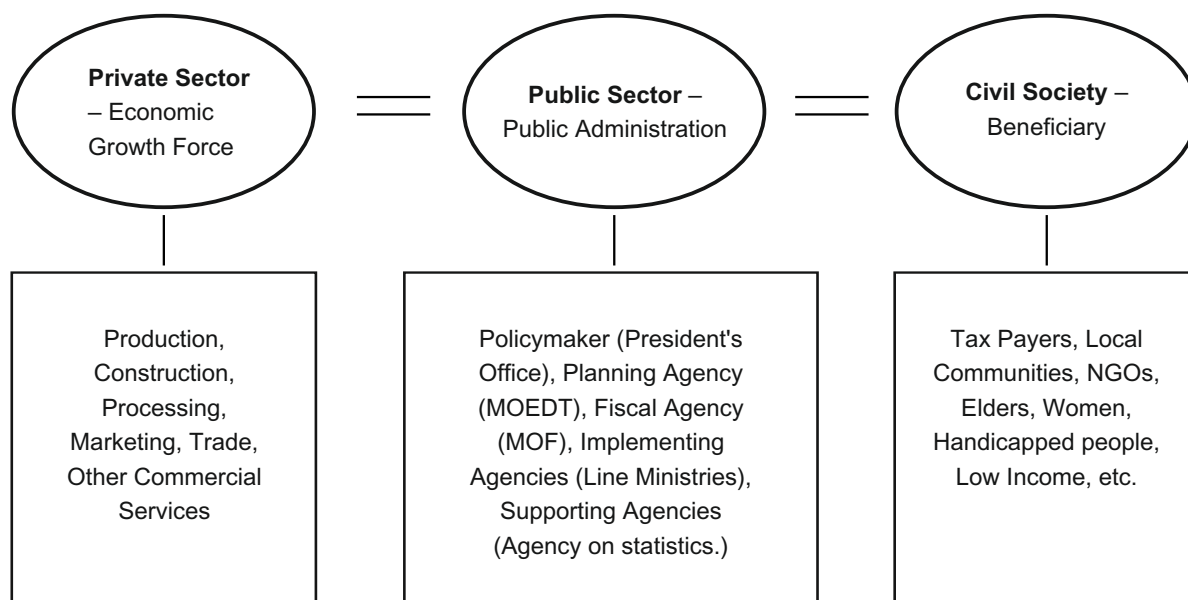 Private Sector
– Economic
Growth Force
Public Sector –
Public Administration
Civil Society –
Beneficiary
Production,
Construction,
Processing,
Marketing, Trade,
Other Commercial
Services
Policymaker (President's
Office), Planning Agency
(MOEDT), Fiscal Agency
(MOF), Implementing
Agencies (Line Ministries),
Supporting Agencies
(Agency on statistics.)
Tax Payers, Local
Communities, NGOs,
Elders, Women,
Handicapped people,
Low Income, etc.